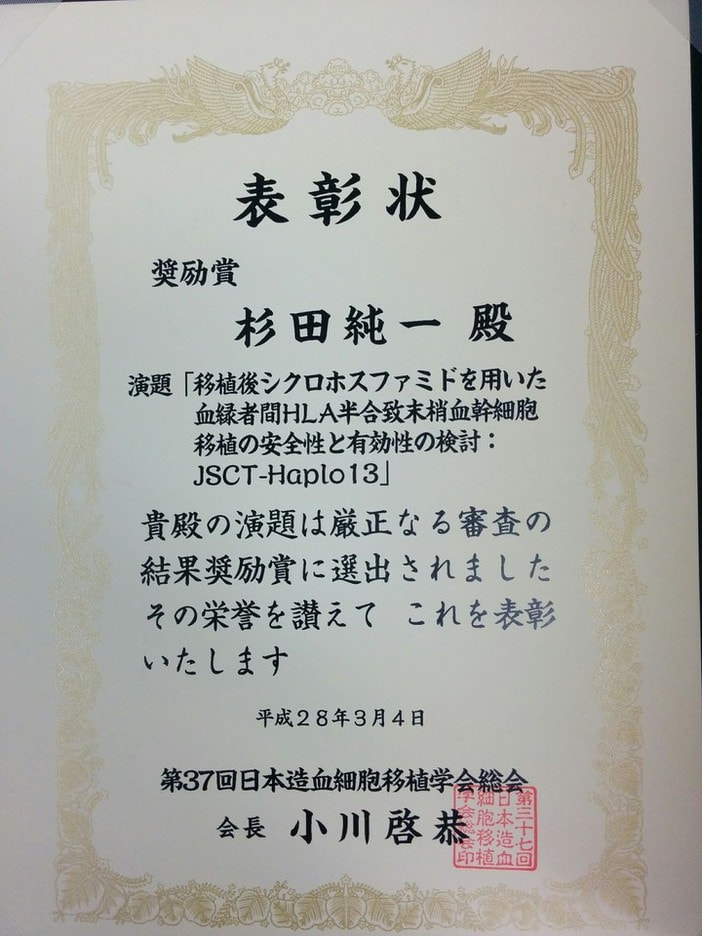 表彰状
奨励賞
杉田純一 殿
演題「移植後シクロホスファミドを用いた
血縁者間HLA半合致末梢血幹細胞
移植の安全性と有効性の検討：
JSCT-Haplo13」
貴殿の演題は厳正なる審査の
結果奨励賞に選出されました
その栄誉を讃えて これを表彰
いたします
平成28年3月4日
第37回日本造血細胞移植学会総会
会長 小川啓恭
第三十七回
日本造血
細胞移植
学会総会印